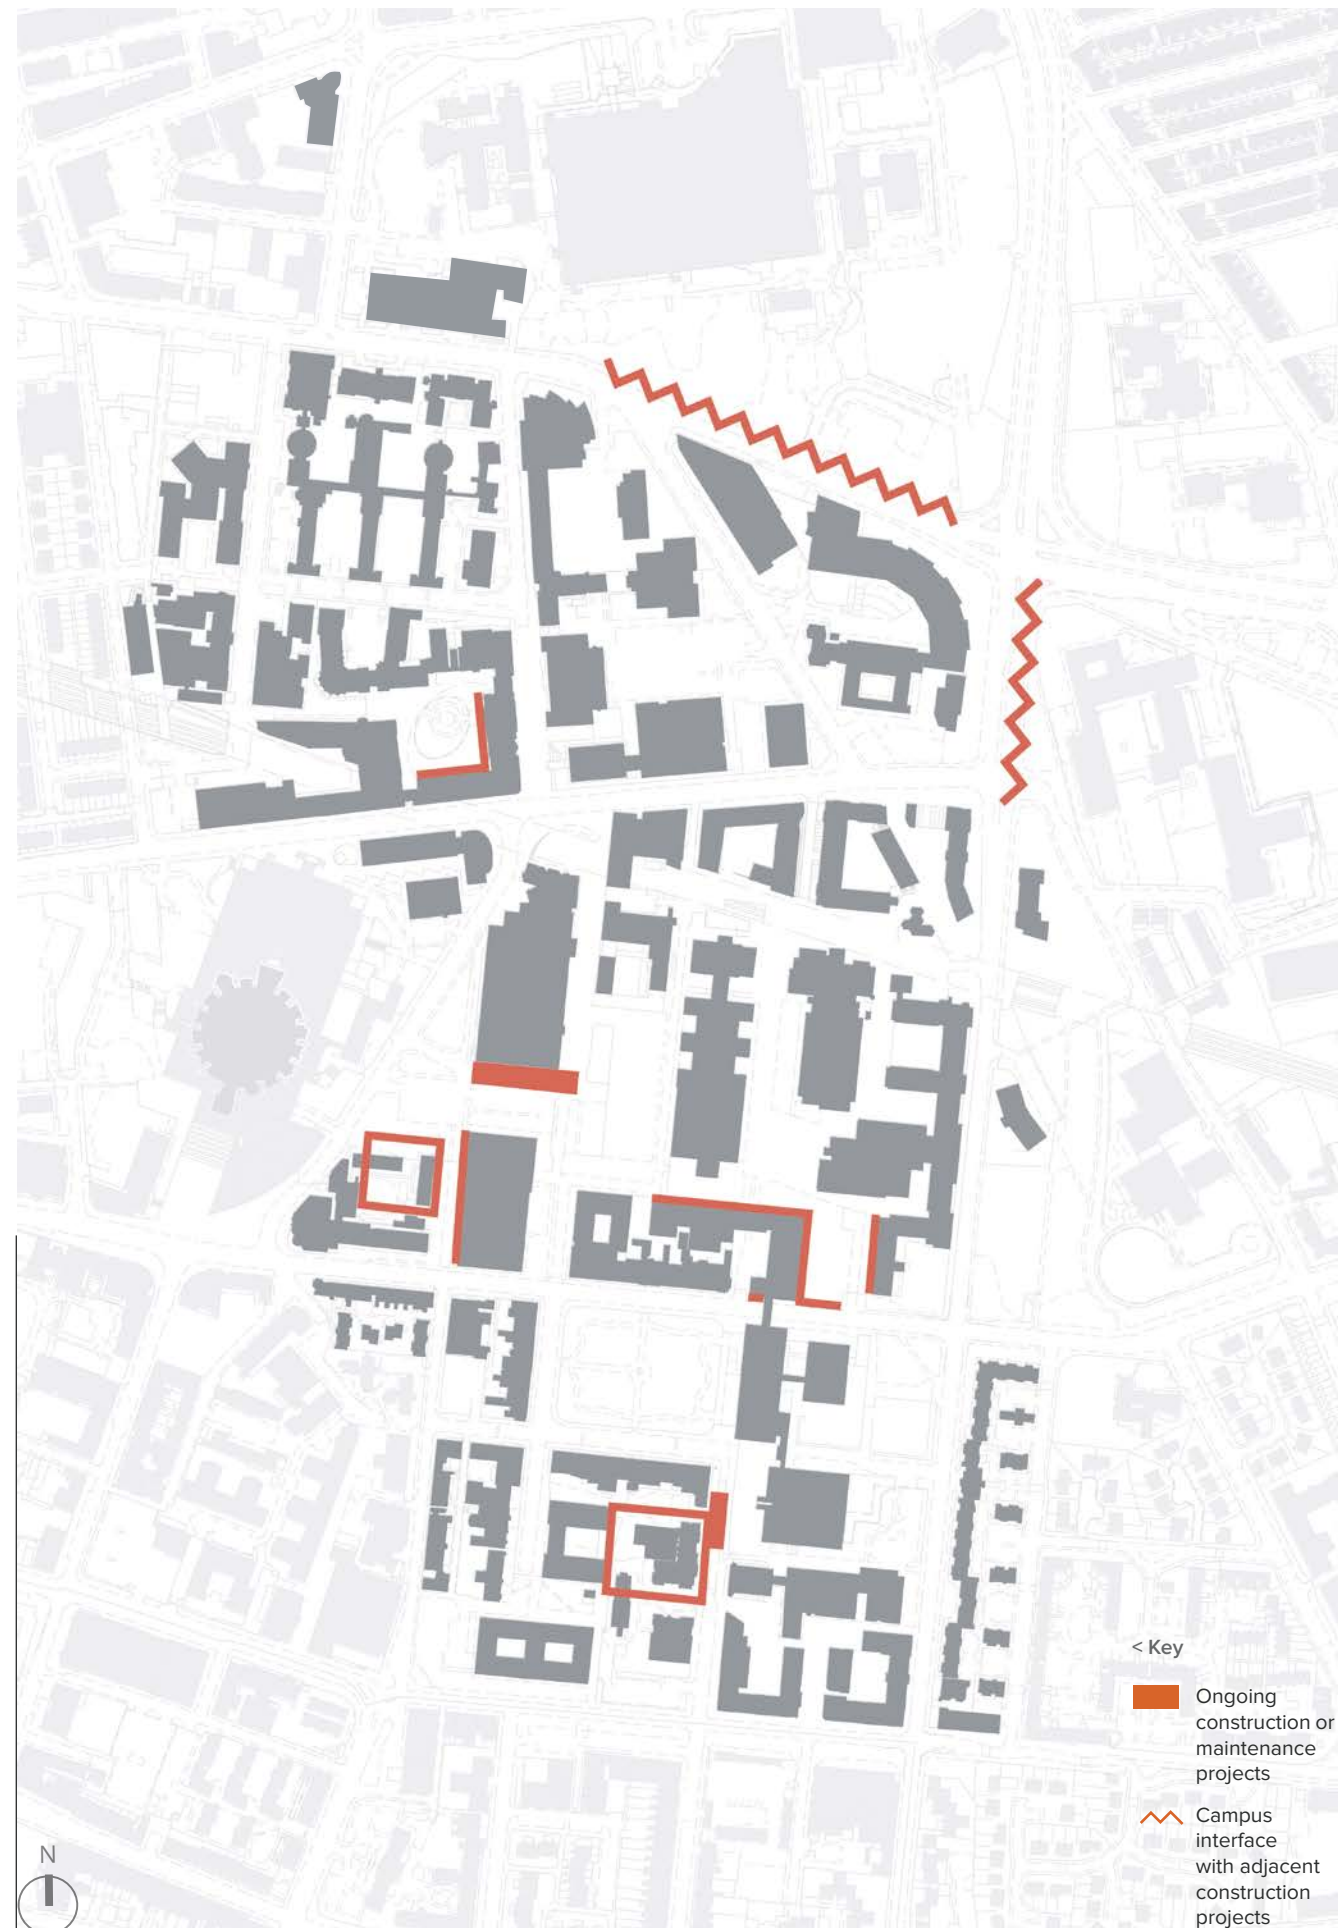 < Key
Ongoing
construction or
maintenance
projects
Campus
interface
with adjacent
construction
projects
N